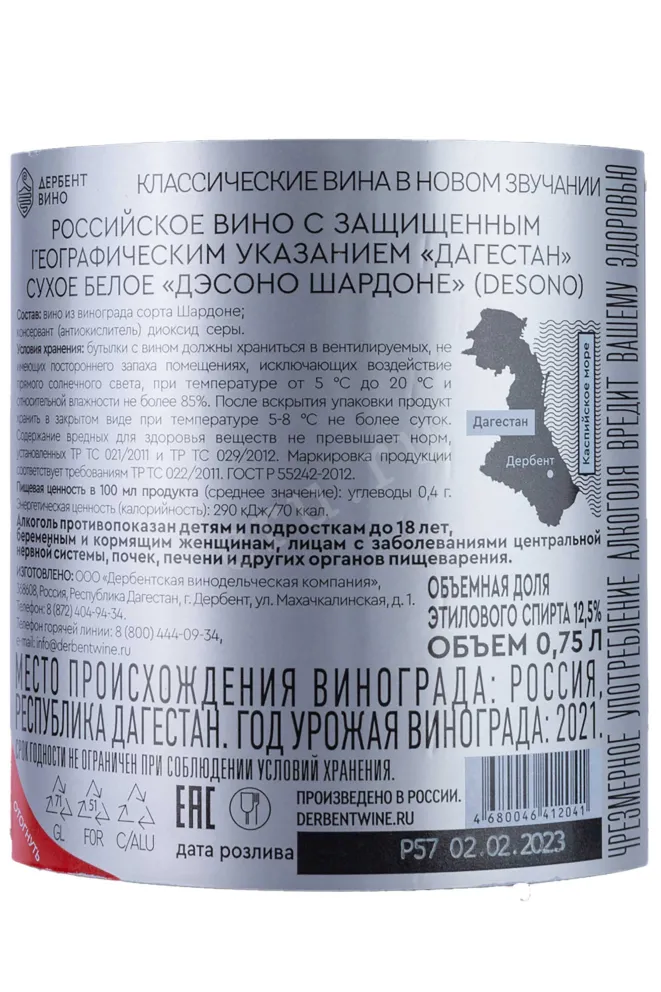 ДЕРБЕНТ
ВИНО
КЛАССИЧЕСКИЕ ВИНА В НОВОМ ЗВУЧАНИИ
РОССИЙСКОЕ ВИНО С ЗАЩИЩЕННЫМ
ГЕОГРАФИЧЕСКИМ УКАЗАНИЕМ «ДАГЕСТАН»
СУХОЕ БЕЛОЕ «ДЭСОНО ШАРДОНЕ» (DESONO)
Состав: вино из винограда сорта Шардоне;
консервант (антиокислитель) диоксид серы.
Условия хранения: бутылки с вином должны храниться в вентилируемых, не
имеющих постороннего запаха помещениях, исключающих воздействие
прямого солнечного света, при температуре от 5 °С до 20 °С и
относительной влажности не более 85%. После вскрытия упаковки продукт
хранить в закрытом виде при температуре 5-8 °С не более суток.
Содержание вредных для здоровья веществ не превышает норм,
установленных ТР ТС 021/2011 и ТР ТС 029/2012. Маркировка продукции
соответствует требованиям ТР ТС 022/2011. ГОСТ Р 55242-2012.
Пищевая ценность в 100 мл продукта (среднее значение): углеводы 0,4 г.
Энергетическая ценность (калорийность): 290 кДж/70 ккал.
Дагестан
Дербент
Каспийское море
Алкоголь противопоказан детям и подросткам до 18 лет,
беременным и кормящим женщинам, лицам с заболеваниями центральной
нервной системы, почек, печени и других органов пищеварения.
ИЗГОТОВЛЕНО: ООО «Дербентская винодельческая компания»,
368608, Россия, Республика Дагестан, г. Дербент, ул. Махачкалинская, д. 1.
Телефон: 8 (872) 404-94-34.
Телефон горячей линии: 8 (800) 444-09-34,
e-mail: info@derbentwine.ru
ОБЪЕМНАЯ ДОЛЯ
ЭТИЛОВОГО СПИРТА 12,5%
ОБЪЕМ 0,75 Л
МЕСТО ПРОИСХОЖДЕНИЯ ВИНОГРАДА: РОССИЯ,
РЕСПУБЛИКА ДАГЕСТАН. ГОД УРОЖАЯ ВИНОГРАДА: 2021.
СРОК ГОДНОСТИ НЕ ОГРАНИЧЕН ПРИ СОБЛЮДЕНИИ УСЛОВИЙ ХРАНЕНИЯ.
ОТОГНУТЬ
71
GL
51
FOR
C/ALU
EAC
ПРОИЗВЕДЕНО В РОССИИ.
DERBENTWINE.RU
4 680046 412041
дата розлива
P57 02.02.2023
ЧРЕЗМЕРНОЕ УПОТРЕБЛЕНИЕ АЛКОГОЛЯ ВРЕДИТ ВАШЕМУ ЗДОРОВЬЮ